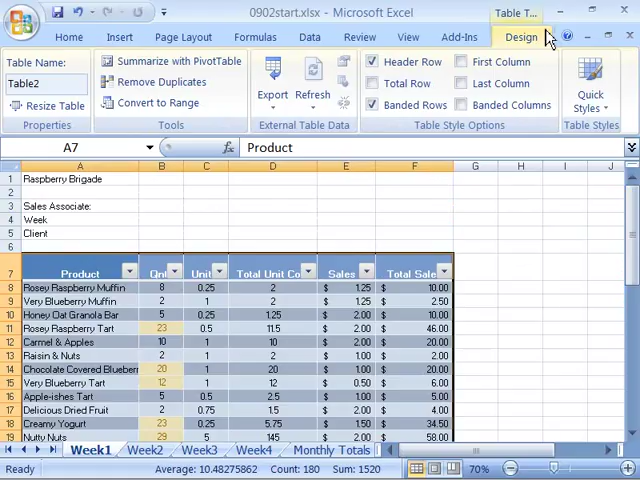 0902start.xlsx - Microsoft Excel
Table T...
Home Insert Page Layout Formulas Data Review View Add-Ins Design
Table Name:
Table2
Resize Table
Properties
Summarize with PivotTable
Remove Duplicates
Convert to Range
Tools
Export Refresh
External Table Data
Header Row First Column
Total Row Last Column
Banded Rows Banded Columns
Table Style Options
Quick
Styles
Table Styles
A7 fx Product
A B C D E F G H I J
1 Raspberry Brigade
2
3 Sales Associate:
4 Week
5 Client
6
7 Product Qnt Unit Total Unit Co Sales Total Sale
8 Rosey Raspberry Muffin 8 0.25 2 $ 1.25 $ 10.00
9 Very Blueberry Muffin 2 1 2 $ 1.25 $ 2.50
10 Honey Oat Granola Bar 5 0.25 1.25 $ 2.00 $ 10.00
11 Rosey Raspberry Tart 23 0.5 11.5 $ 2.00 $ 46.00
12 Carmel & Apples 10 1 10 $ 2.00 $ 20.00
13 Raisin & Nuts 2 1 2 $ 1.00 $ 2.00
14 Chocolate Covered Blueberr 20 1 20 $ 1.00 $ 20.00
15 Very Blueberry Tart 12 1 12 $ 0.50 $ 6.00
16 Apple-ishes Tart 5 0.5 2.5 $ 1.00 $ 5.00
17 Delicious Dried Fruit 2 0.75 1.5 $ 2.00 $ 4.00
18 Creamy Yogurt 23 0.25 5.75 $ 1.50 $ 34.50
19 Nutty Nuts 29 5 145 $ 2.00 $ 58.00
Week1 Week2 Week3 Week4 Monthly Totals
Ready Average: 10.48275862 Count: 180 Sum: 1520 70%